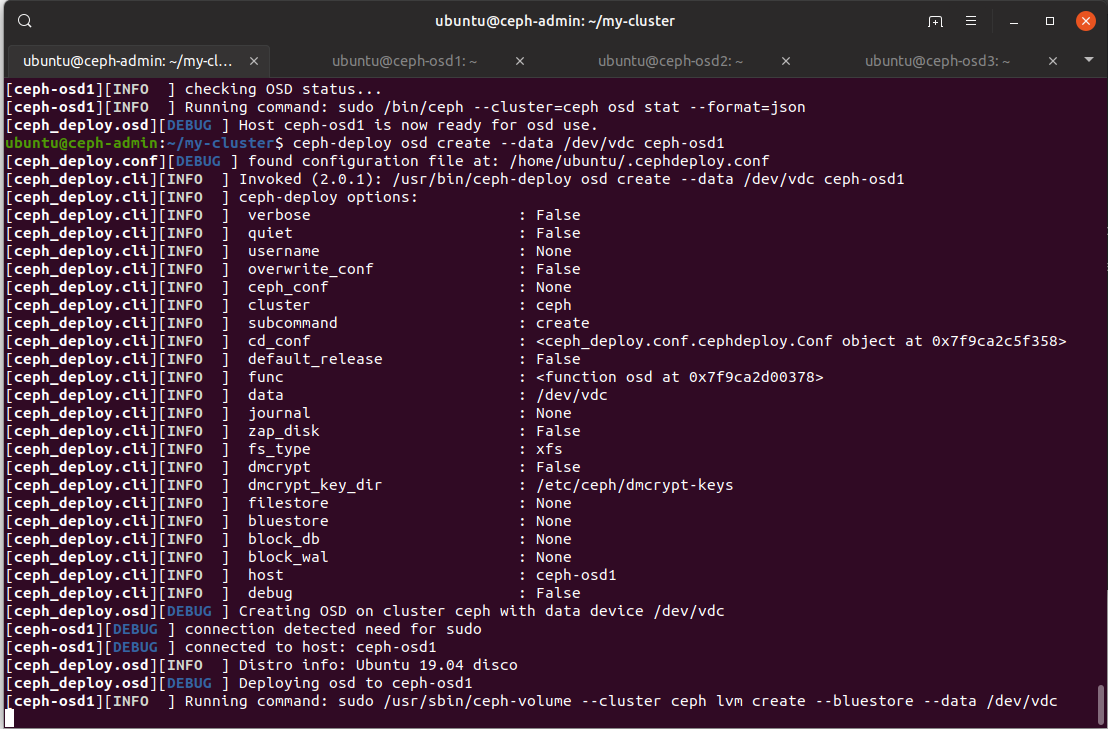 ubuntu@ceph-admin: ~/my-cluster
ubuntu@ceph-admin: ~/my-cl... ubuntu@ceph-osd1: ~ ubuntu@ceph-osd2: ~ ubuntu@ceph-osd3: ~
[ceph-osd1][INFO  ] checking OSD status...
[ceph-osd1][INFO  ] Running command: sudo /bin/ceph --cluster=ceph osd stat --format=json
[ceph_deploy.osd][DEBUG ] Host ceph-osd1 is now ready for osd use.
ubuntu@ceph-admin:~/my-cluster$ ceph-deploy osd create --data /dev/vdc ceph-osd1
[ceph_deploy.conf][DEBUG ] found configuration file at: /home/ubuntu/.cephdeploy.conf
[ceph_deploy.cli][INFO  ] Invoked (2.0.1): /usr/bin/ceph-deploy osd create --data /dev/vdc ceph-osd1
[ceph_deploy.cli][INFO  ] ceph-deploy options:
[ceph_deploy.cli][INFO  ]  verbose                       : False
[ceph_deploy.cli][INFO  ]  quiet                         : False
[ceph_deploy.cli][INFO  ]  username                      : None
[ceph_deploy.cli][INFO  ]  overwrite_conf                : False
[ceph_deploy.cli][INFO  ]  ceph_conf                     : None
[ceph_deploy.cli][INFO  ]  cluster                       : ceph
[ceph_deploy.cli][INFO  ]  subcommand                    : create
[ceph_deploy.cli][INFO  ]  cd_conf                       : <ceph_deploy.conf.cephdeploy.Conf object at 0x7f9ca2c5f358>
[ceph_deploy.cli][INFO  ]  default_release               : False
[ceph_deploy.cli][INFO  ]  func                          : <function osd at 0x7f9ca2d00378>
[ceph_deploy.cli][INFO  ]  data                          : /dev/vdc
[ceph_deploy.cli][INFO  ]  journal                       : None
[ceph_deploy.cli][INFO  ]  zap_disk                      : False
[ceph_deploy.cli][INFO  ]  fs_type                       : xfs
[ceph_deploy.cli][INFO  ]  dmcrypt                       : False
[ceph_deploy.cli][INFO  ]  dmcrypt_key_dir               : /etc/ceph/dmcrypt-keys
[ceph_deploy.cli][INFO  ]  filestore                     : None
[ceph_deploy.cli][INFO  ]  bluestore                     : None
[ceph_deploy.cli][INFO  ]  block_db                      : None
[ceph_deploy.cli][INFO  ]  block_wal                     : None
[ceph_deploy.cli][INFO  ]  host                          : ceph-osd1
[ceph_deploy.cli][INFO  ]  debug                         : False
[ceph_deploy.osd][DEBUG ] Creating OSD on cluster ceph with data device /dev/vdc
[ceph-osd1][DEBUG ] connection detected need for sudo
[ceph-osd1][DEBUG ] connected to host: ceph-osd1
[ceph_deploy.osd][INFO  ] Distro info: Ubuntu 19.04 disco
[ceph_deploy.osd][DEBUG ] Deploying osd to ceph-osd1
[ceph-osd1][INFO  ] Running command: sudo /usr/sbin/ceph-volume --cluster ceph lvm create --bluestore --data /dev/vdc